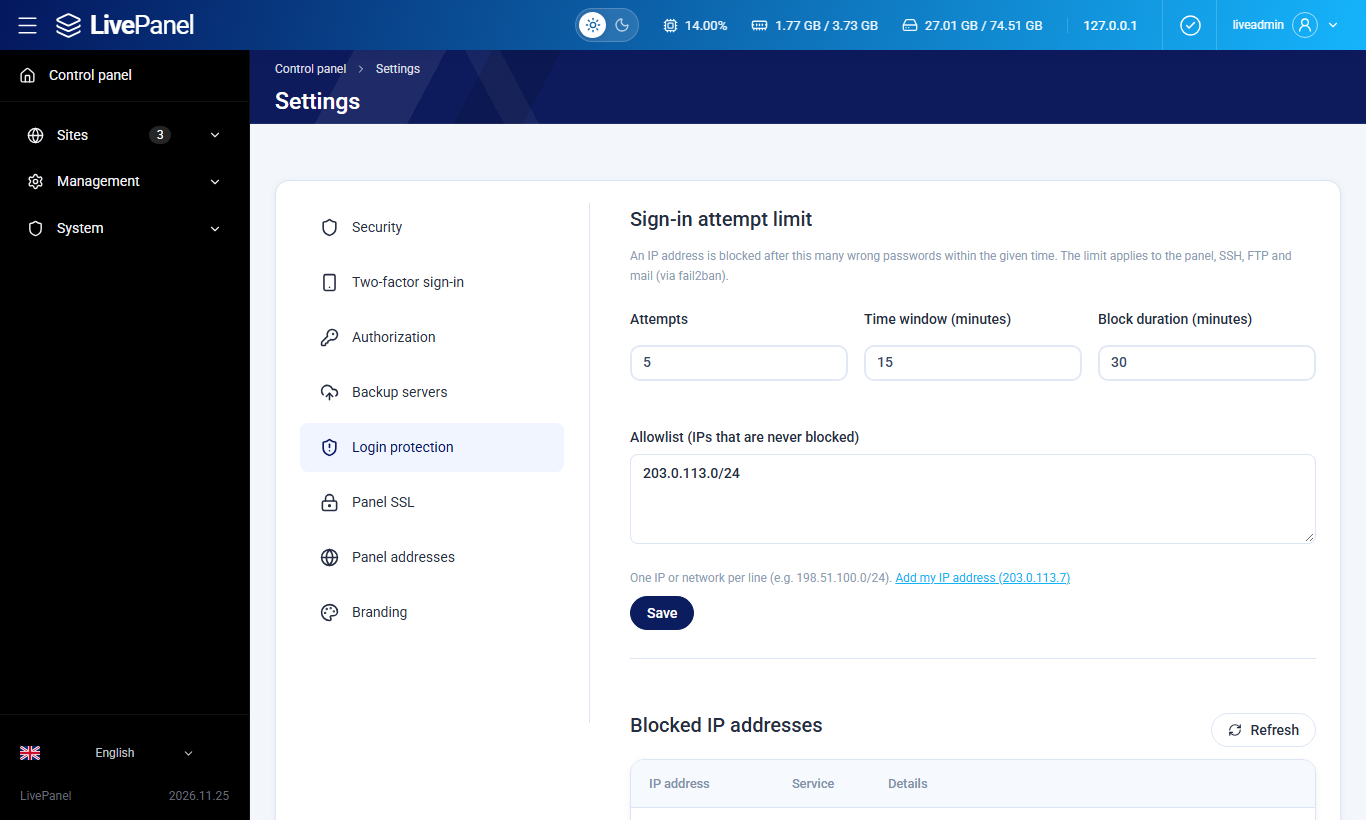 LivePanel
14.00%
1.77 GB / 3.73 GB
27.01 GB / 74.51 GB
127.0.0.1
liveadmin
Control panel
Sites
3
Management
System
English
LivePanel
2026.11.25
Control panel > Settings
Settings
Security
Two-factor sign-in
Authorization
Backup servers
Login protection
Panel SSL
Panel addresses
Branding
Sign-in attempt limit
An IP address is blocked after this many wrong passwords within the given time. The limit applies to the panel, SSH, FTP and
mail (via fail2ban).
Attempts
Time window (minutes)
Block duration (minutes)
5
15
30
Allowlist (IPs that are never blocked)
203.0.113.0/24
One IP or network per line (e.g. 198.51.100.0/24). Add my IP address (203.0.113.7)
Save
Blocked IP addresses
Refresh
IP address
Service
Details